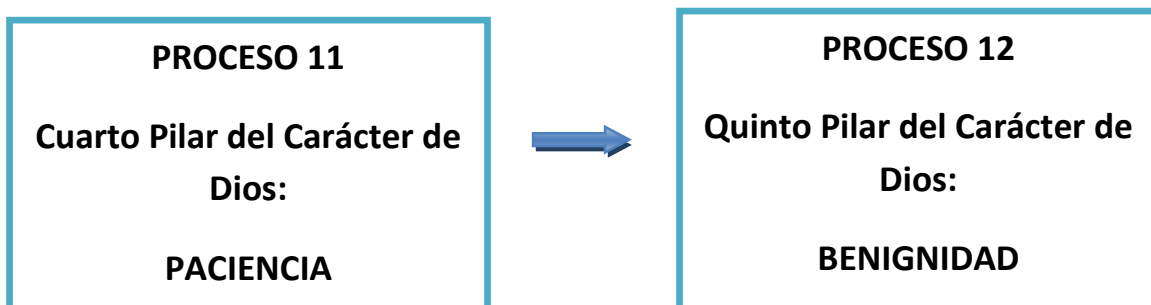 PROCESO 11
Cuarto Pilar del Carácter de
Dios:
PACIENCIA
PROCESO 12
Quinto Pilar del Carácter de
Dios:
BENIGNIDAD